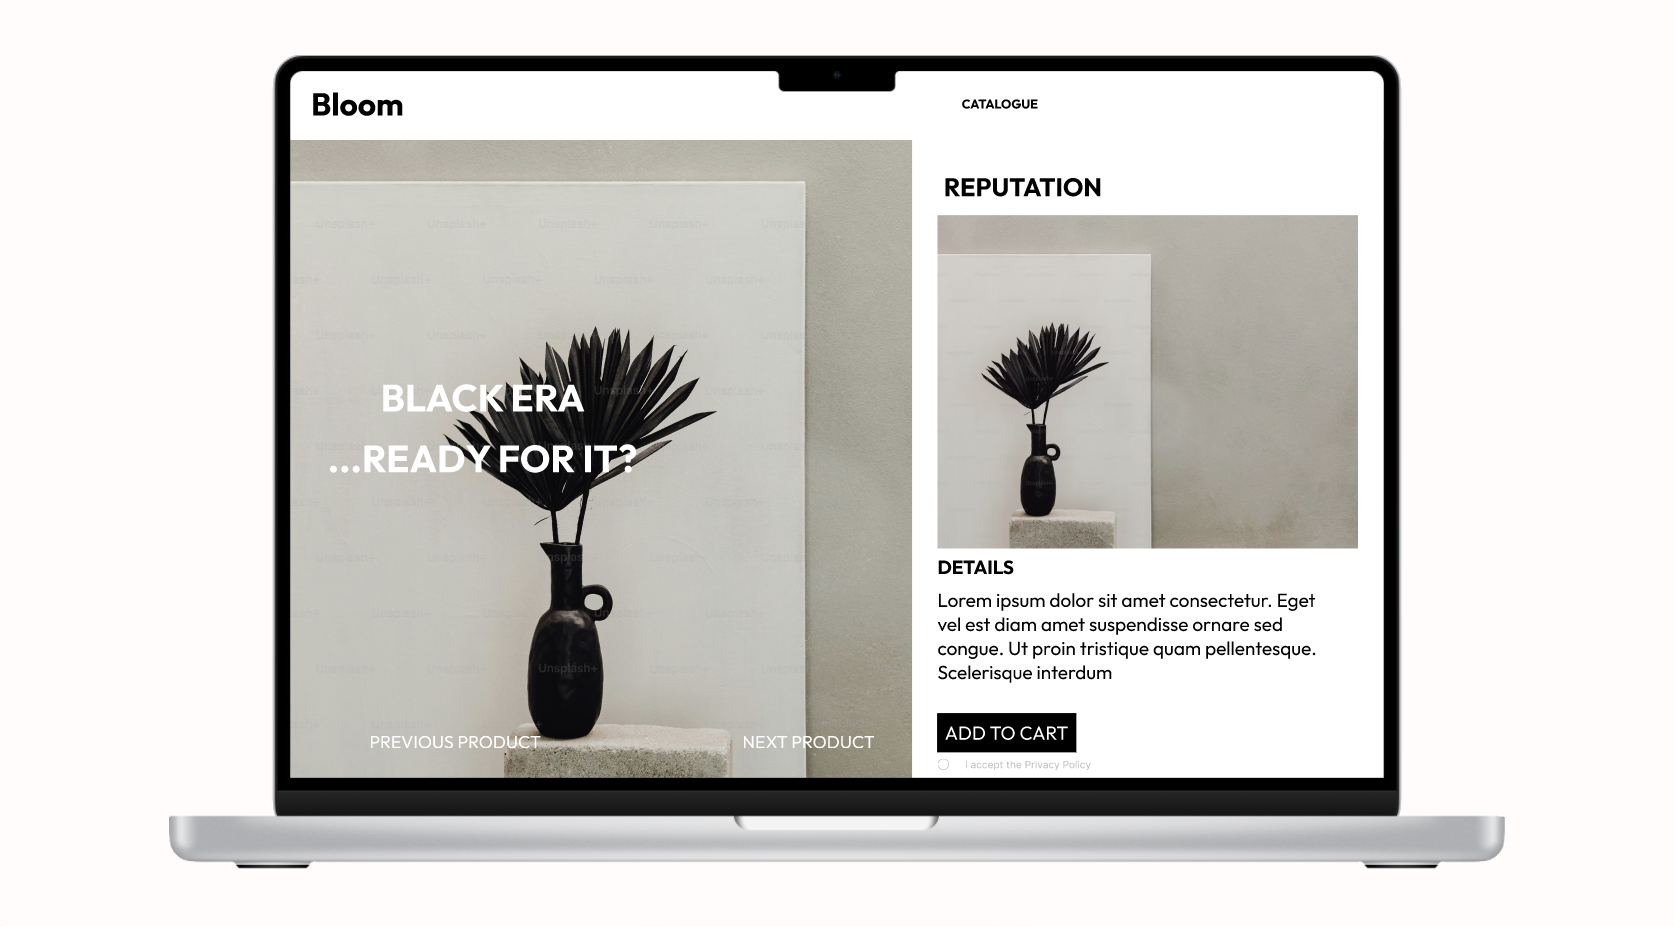 Bloom
CATALOGUE
BLACK ERA
...READY FOR IT?
PREVIOUS PRODUCT
NEXT PRODUCT
REPUTATION
DETAILS
Lorem ipsum dolor sit amet consectetur. Eget
vel est diam amet suspendisse ornare sed
congue. Ut proin tristique quam pellentesque.
Scelerisque interdum
ADD TO CART
I accept the Privacy Policy
Unsplash+